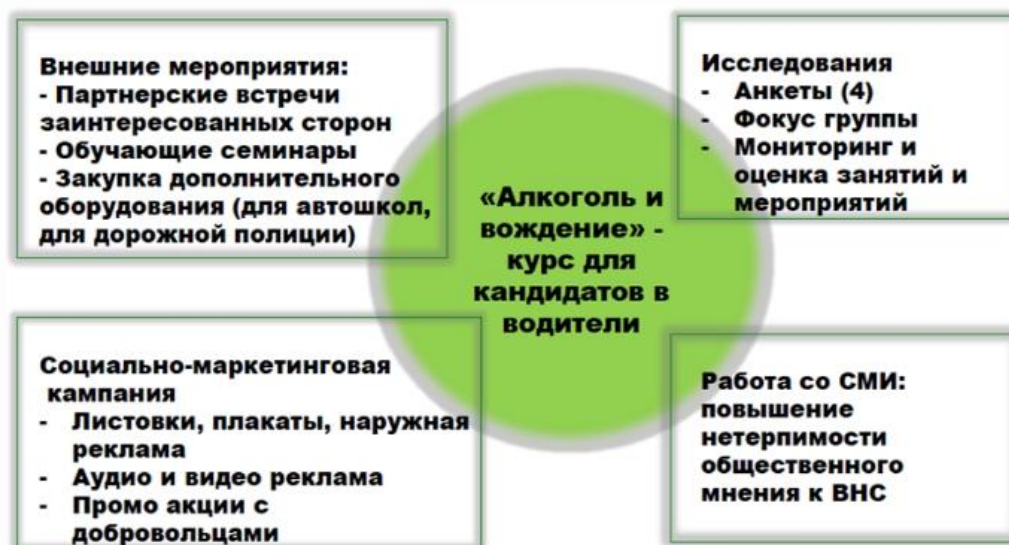 Внешние мероприятия:
- Партнерские встречи
заинтересованных сторон
- Обучающие семинары
- Закупка дополнительного
оборудования (для автошкол,
для дорожной полиции)
Исследования
- Анкеты (4)
- Фокус группы
- Мониторинг и
оценка занятий и
мероприятий
«Алкоголь и
вождение» -
курс для
кандидатов в
водители
Социально-маркетинговая
кампания
- Листовки, плакаты, наружная
реклама
- Аудио и видео реклама
- Промо акции с
добровольцами
Работа со СМИ:
повышение
нетерпимости
общественного
мнения к ВНС